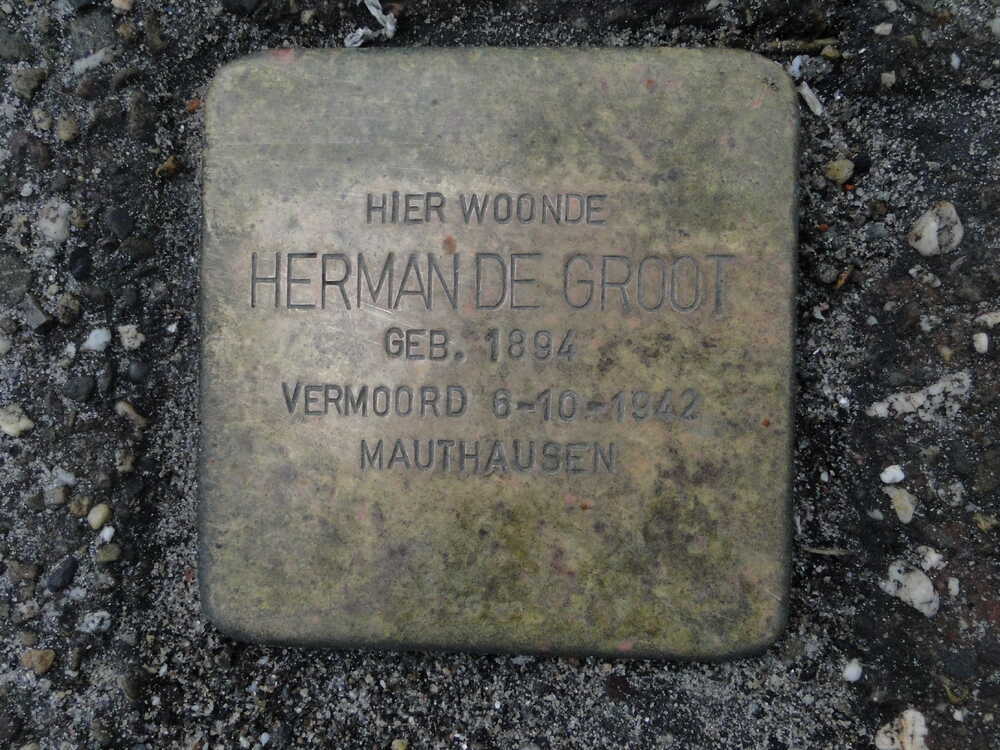 HIER WOONDE
HERMAN DE GROOT
GEB. 1894
VERMOORD 6-10-1942
MAUTHAUSEN